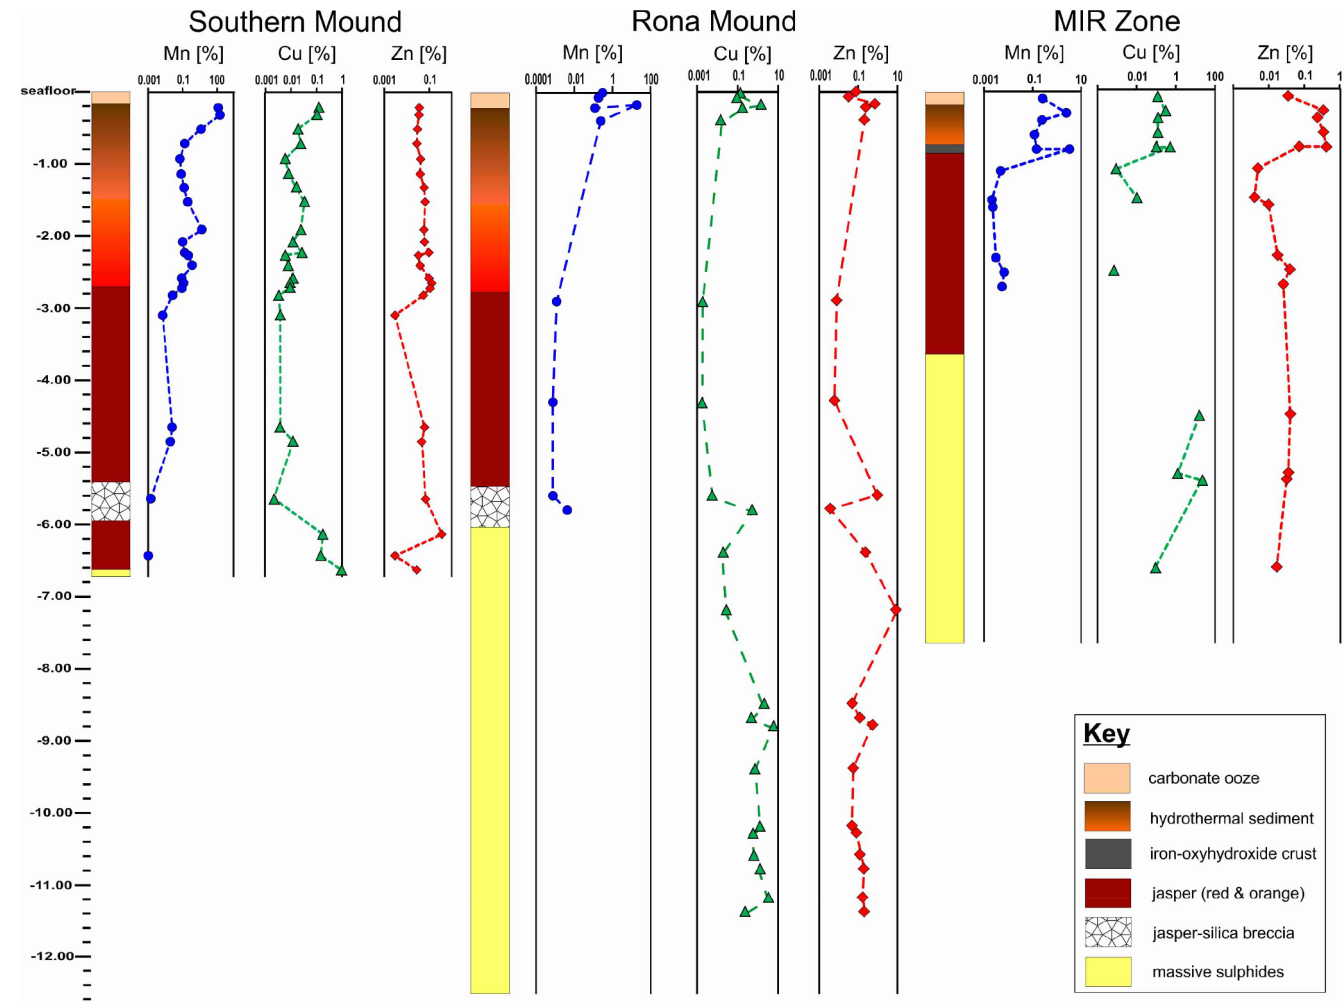 Southern Mound Rona Mound MIR Zone
Mn [%] Cu [%] Zn [%] Mn [%] Cu [%] Zn [%] Mn [%] Cu [%] Zn [%]
0.001 0.1 100 0.001 0.01 0.1 1 0.001 0.1 0.0001 0.01 1 100 0.001 0.1 10 0.001 0.1 10 0.001 0.1 10 0.01 1 100 0.01 0.1 1
seafloor
-1.00
-2.00
-3.00
-4.00
-5.00
-6.00
-7.00
-8.00
-9.00
-10.00
-11.00
-12.00
Key
carbonate ooze
hydrothermal sediment
iron-oxyhydroxide crust
jasper (red & orange)
jasper-silica breccia
massive sulphides